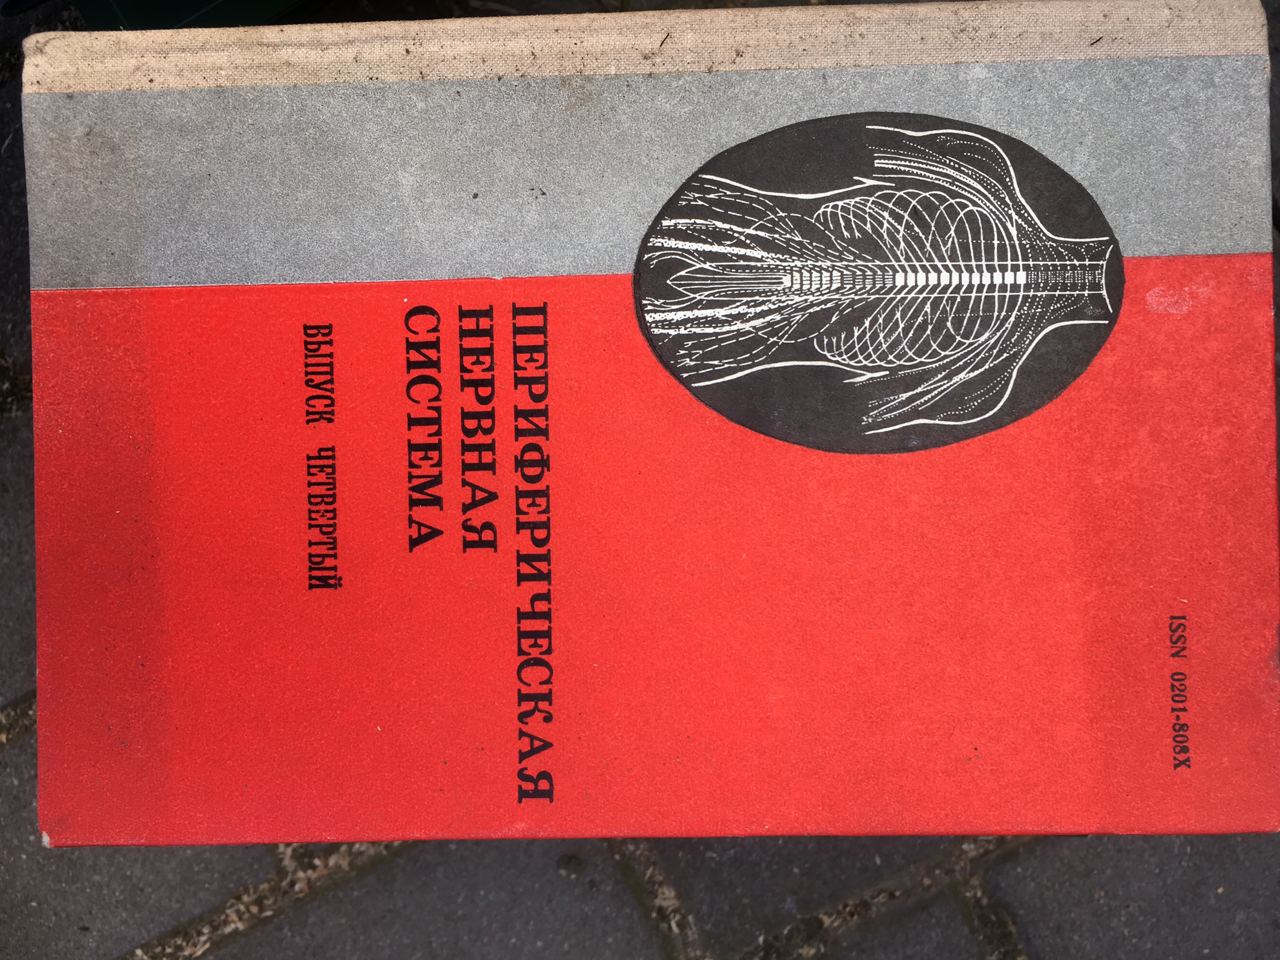 ISSN 0201-808X
ПЕРИФЕРИЧЕСКАЯ
НЕРВНАЯ
СИСТЕМА
ВЫПУСК ЧЕТВЕРТЫЙ